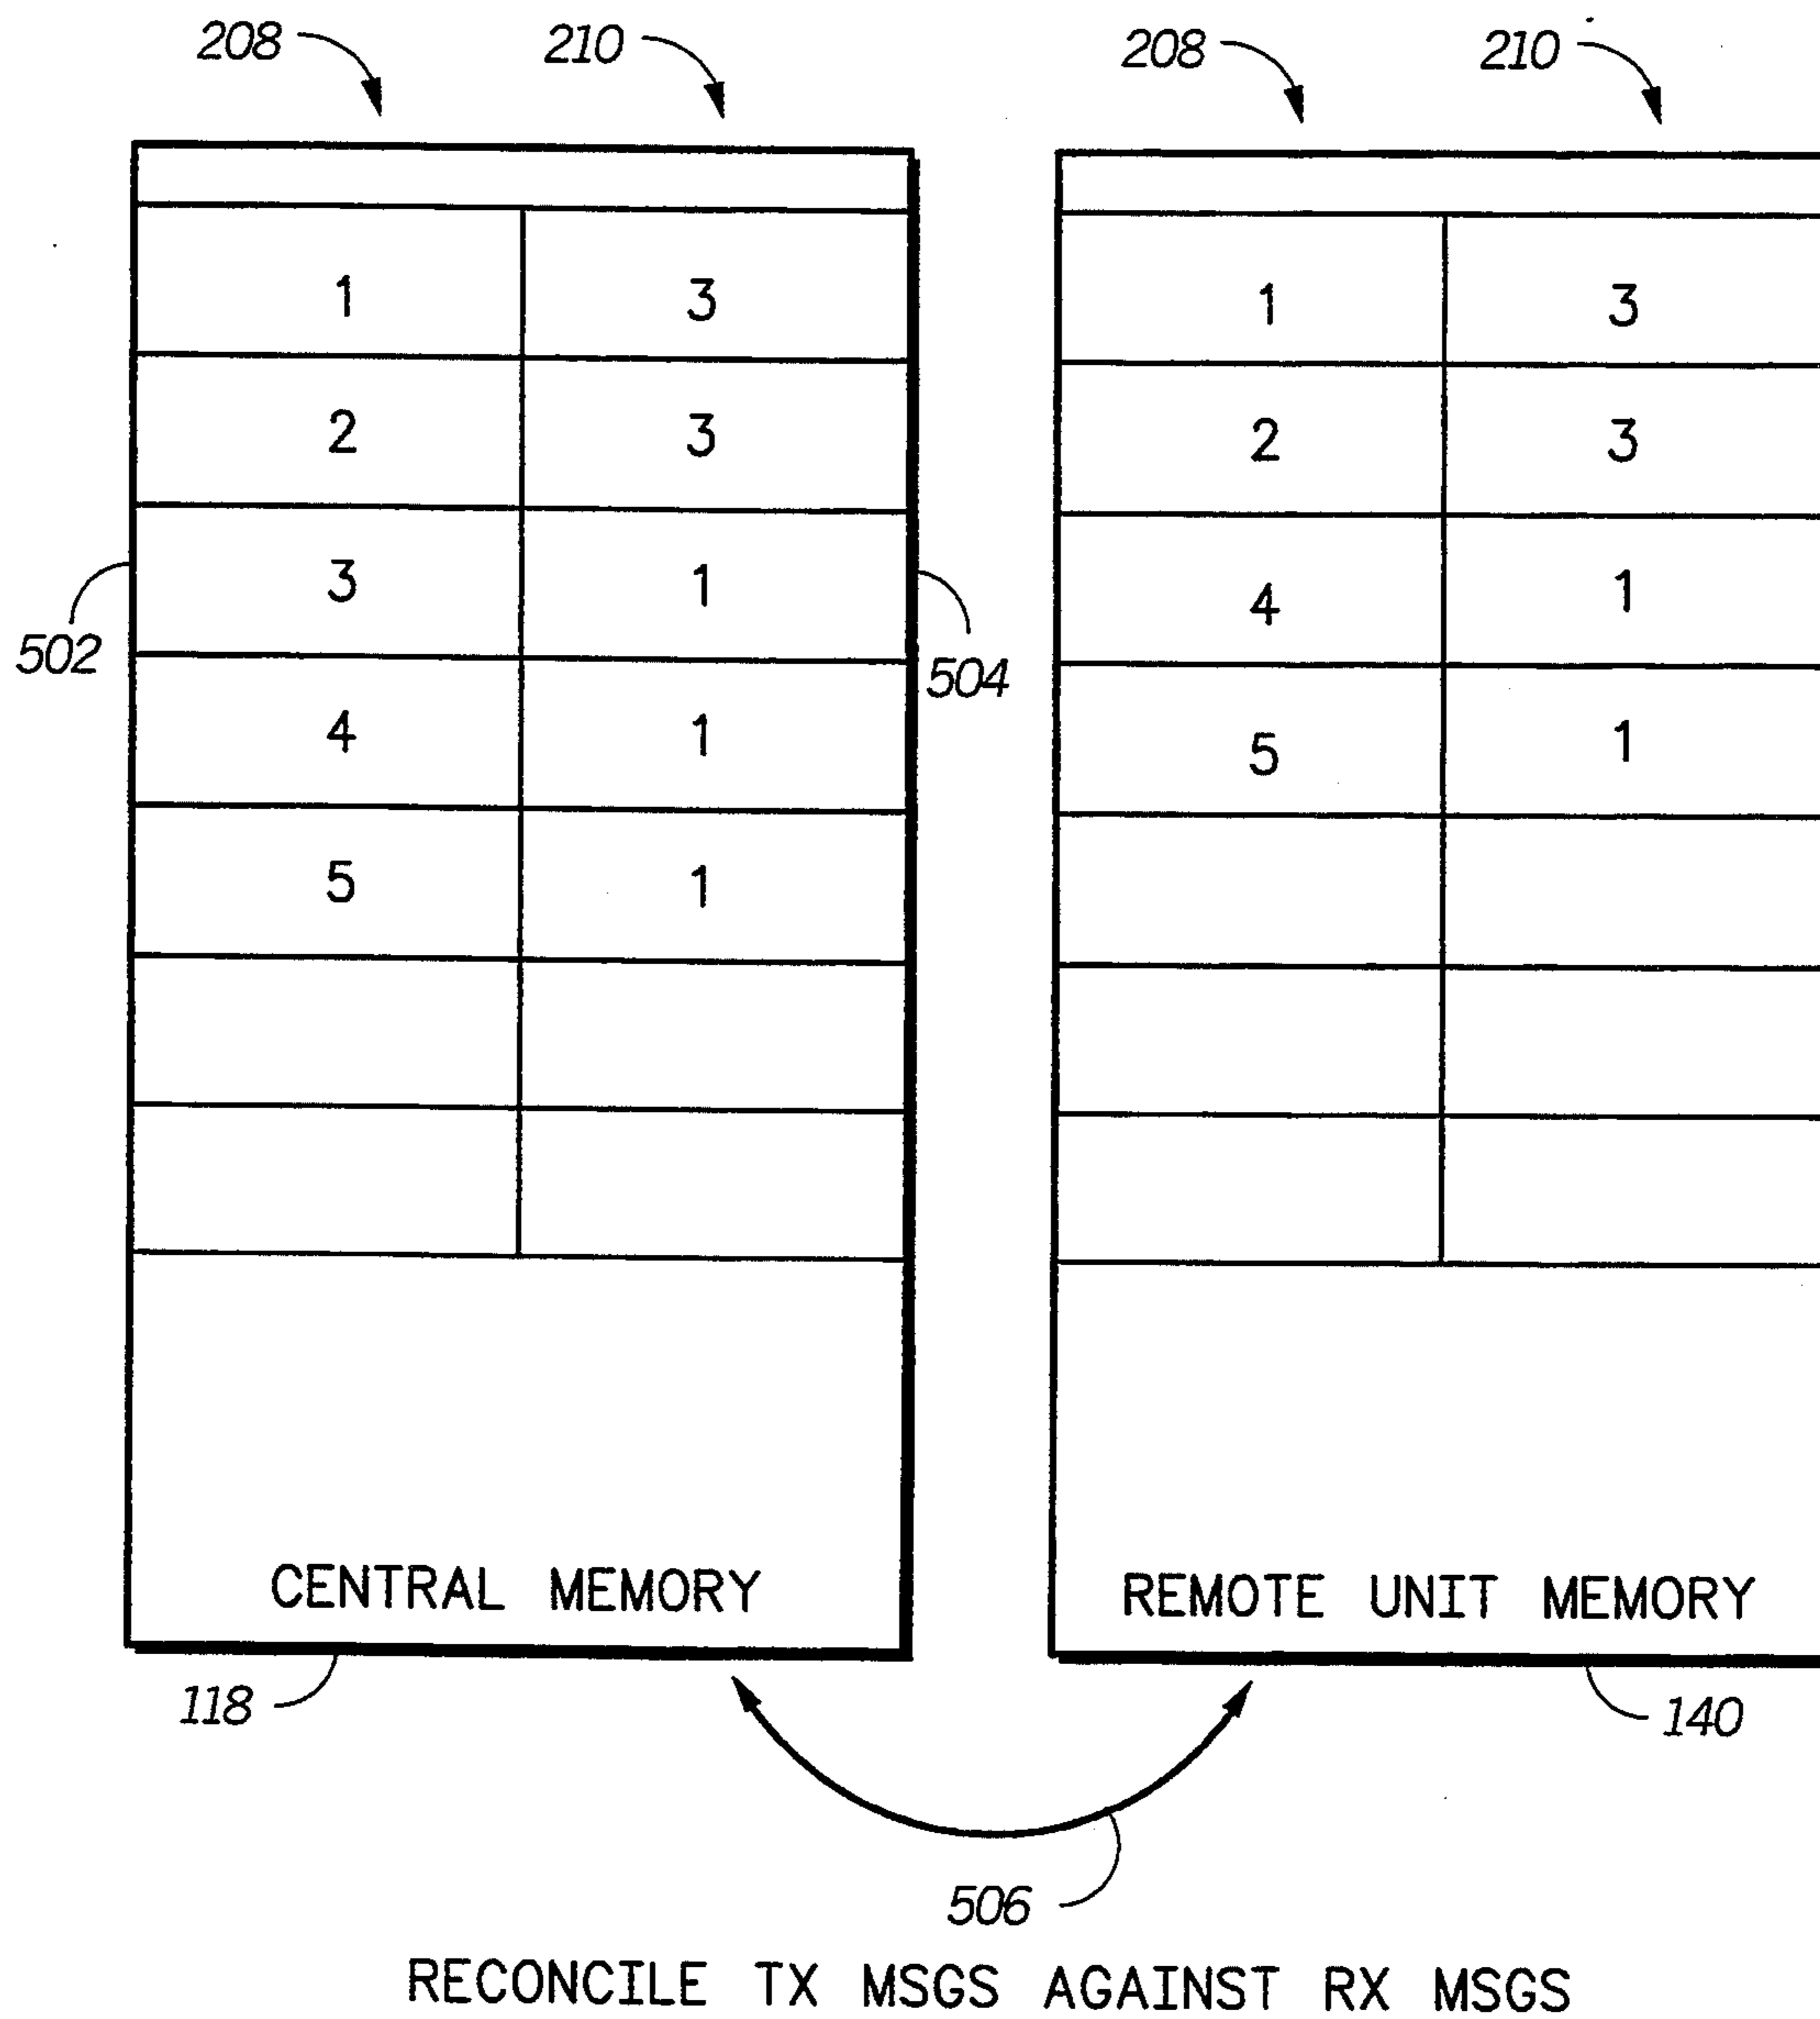 208 210 208 210
1 3 1 3
2 3 2 3
3 1 4 1
502 504
4 1 5 1
5 1
CENTRAL MEMORY REMOTE UNIT MEMORY
118 140
506
RECONCILE TX MSGS AGAINST RX MSGS